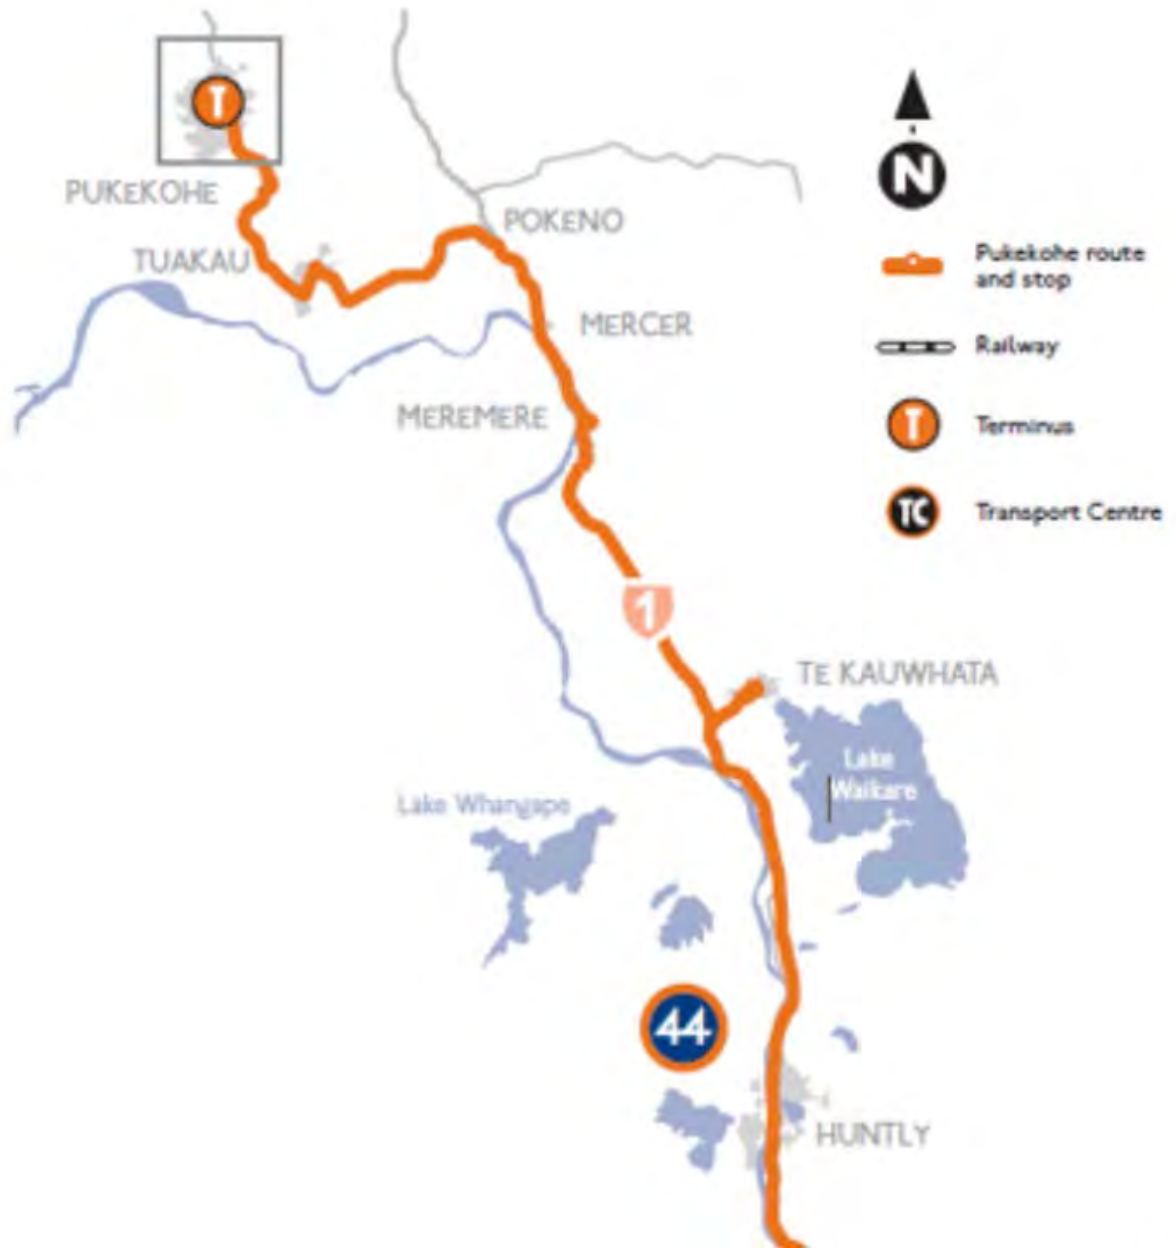 T
PUKEKOHE
POKENO
TUAKAU
MERCER
MEREMERE
1
TE KAUWHATA
Lake
Waikare
Lake Whangape
44
HUNTLY
N
Pukekohe route
and stop
Railway
T
Terminus
TC
Transport Centre